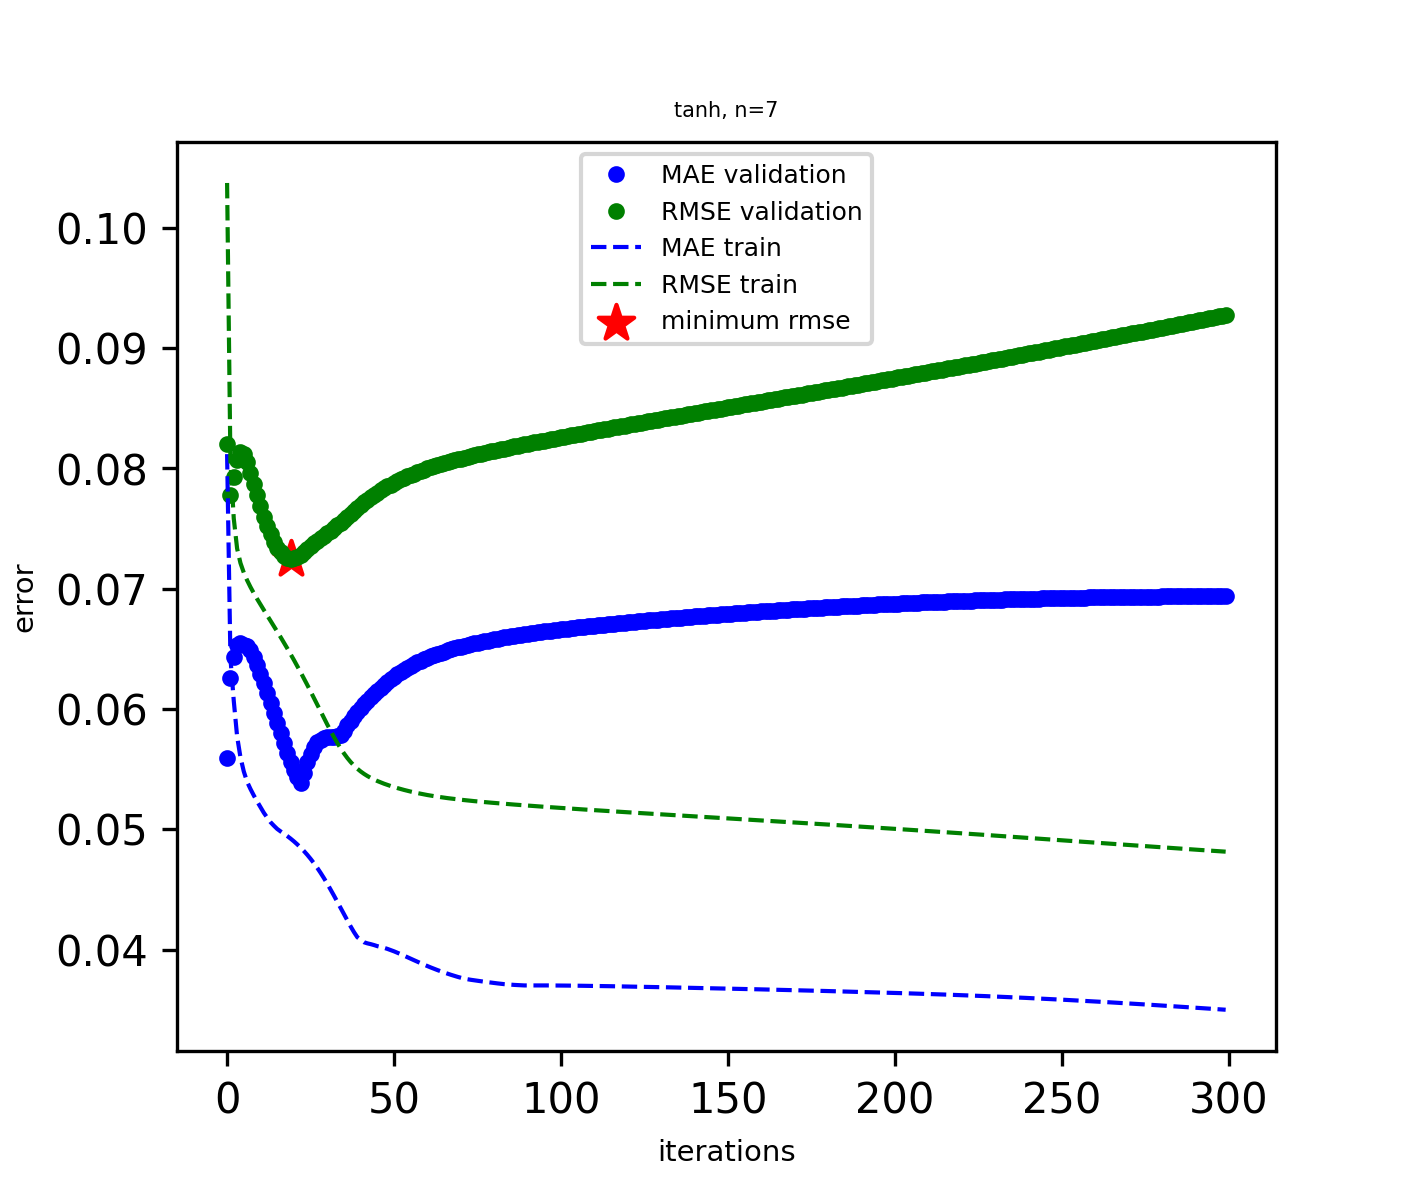 tanh, n=7
MAE validation
RMSE validation
MAE train
RMSE train
minimum rmse
0.10
0.09
0.08
0.07
0.06
0.05
0.04
error
0 50 100 150 200 250 300
iterations